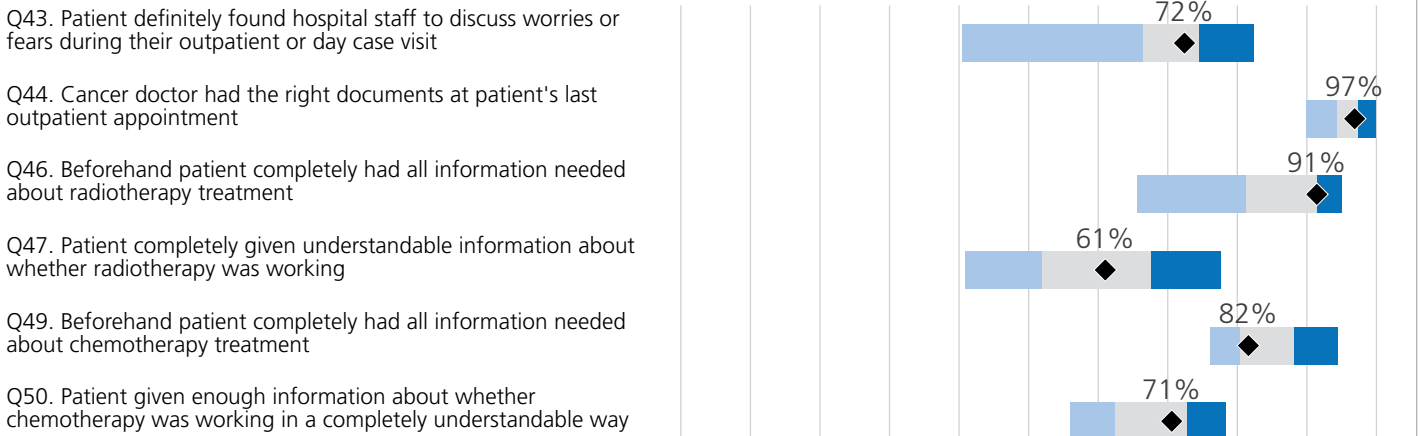 Q43. Patient definitely found hospital staff to discuss worries or
fears during their outpatient or day case visit
72%
Q44. Cancer doctor had the right documents at patient's last
outpatient appointment
97%
Q46. Beforehand patient completely had all information needed
about radiotherapy treatment
91%
Q47. Patient completely given understandable information about
whether radiotherapy was working
61%
Q49. Beforehand patient completely had all information needed
about chemotherapy treatment
82%
Q50. Patient given enough information about whether
chemotherapy was working in a completely understandable way
71%